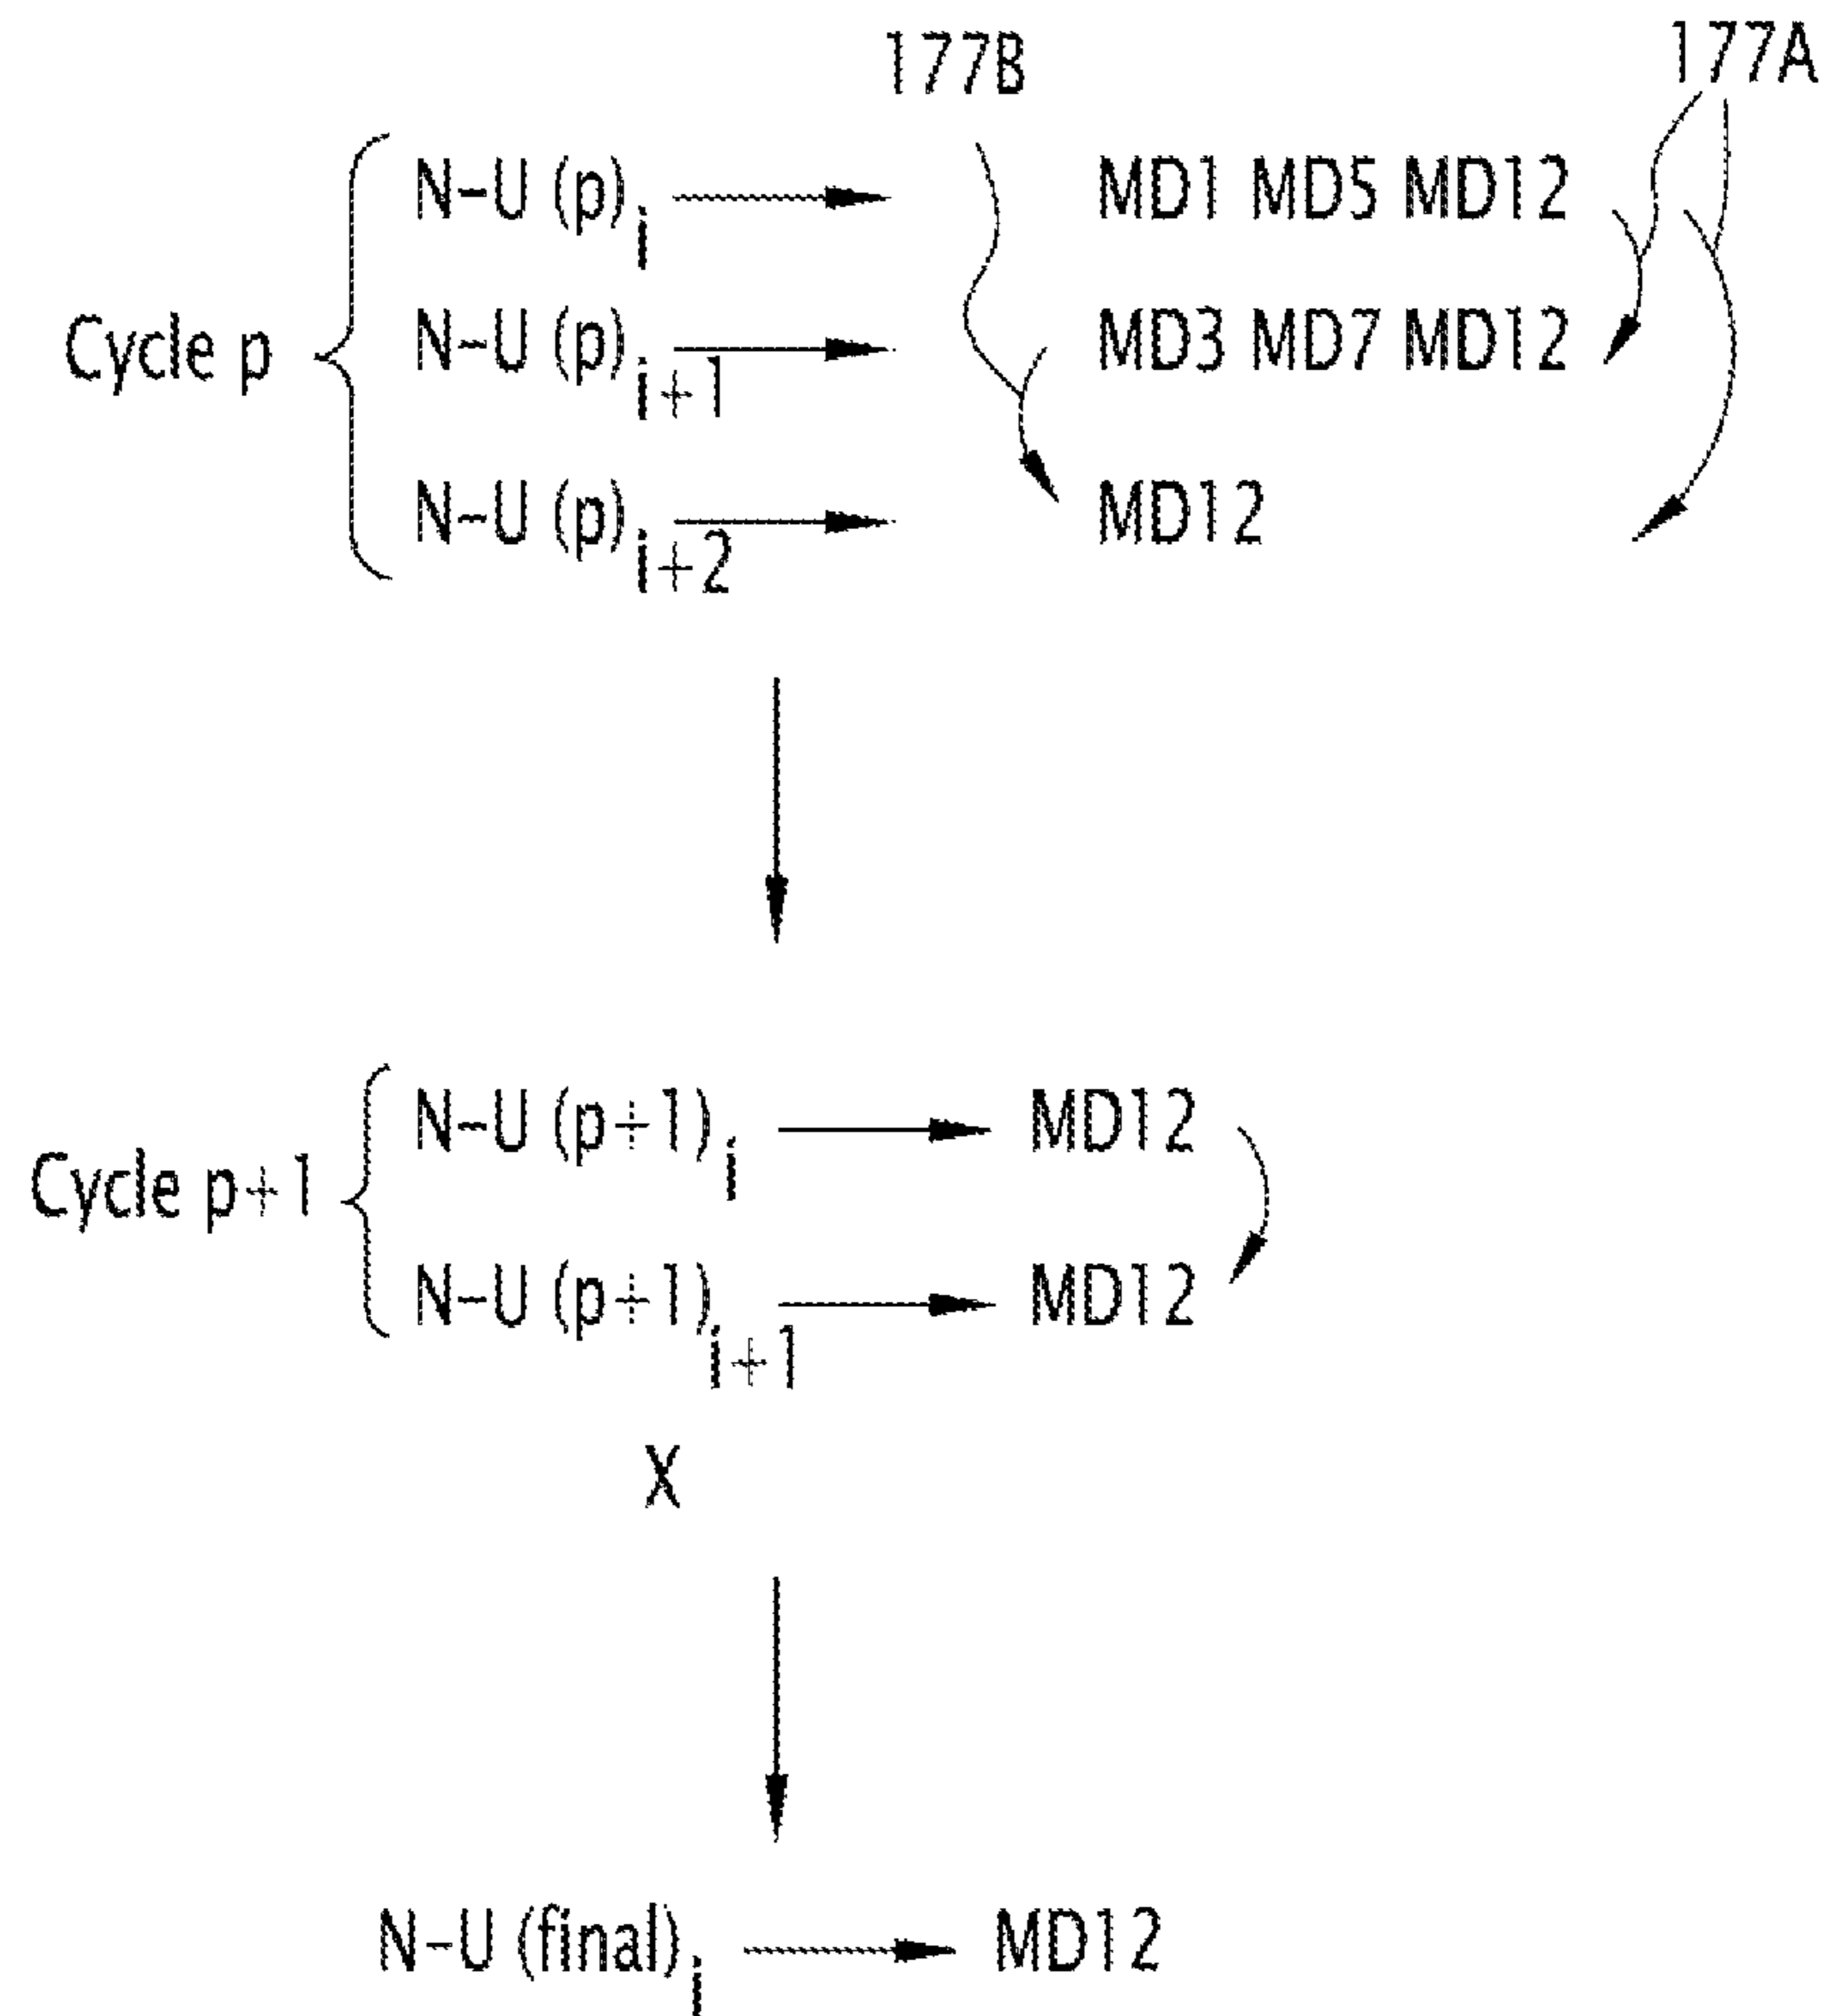 177B 177A
N-U (p)i MD1 MD5 MD12
Cycle p N-U (p)i+1 MD3 MD7 MD12
N-U (p)i+2 MD12
N-U (p+1)i MD12
Cycle p+1
N-U (p+1)i+1 MD12
X
N-U (final)i MD12